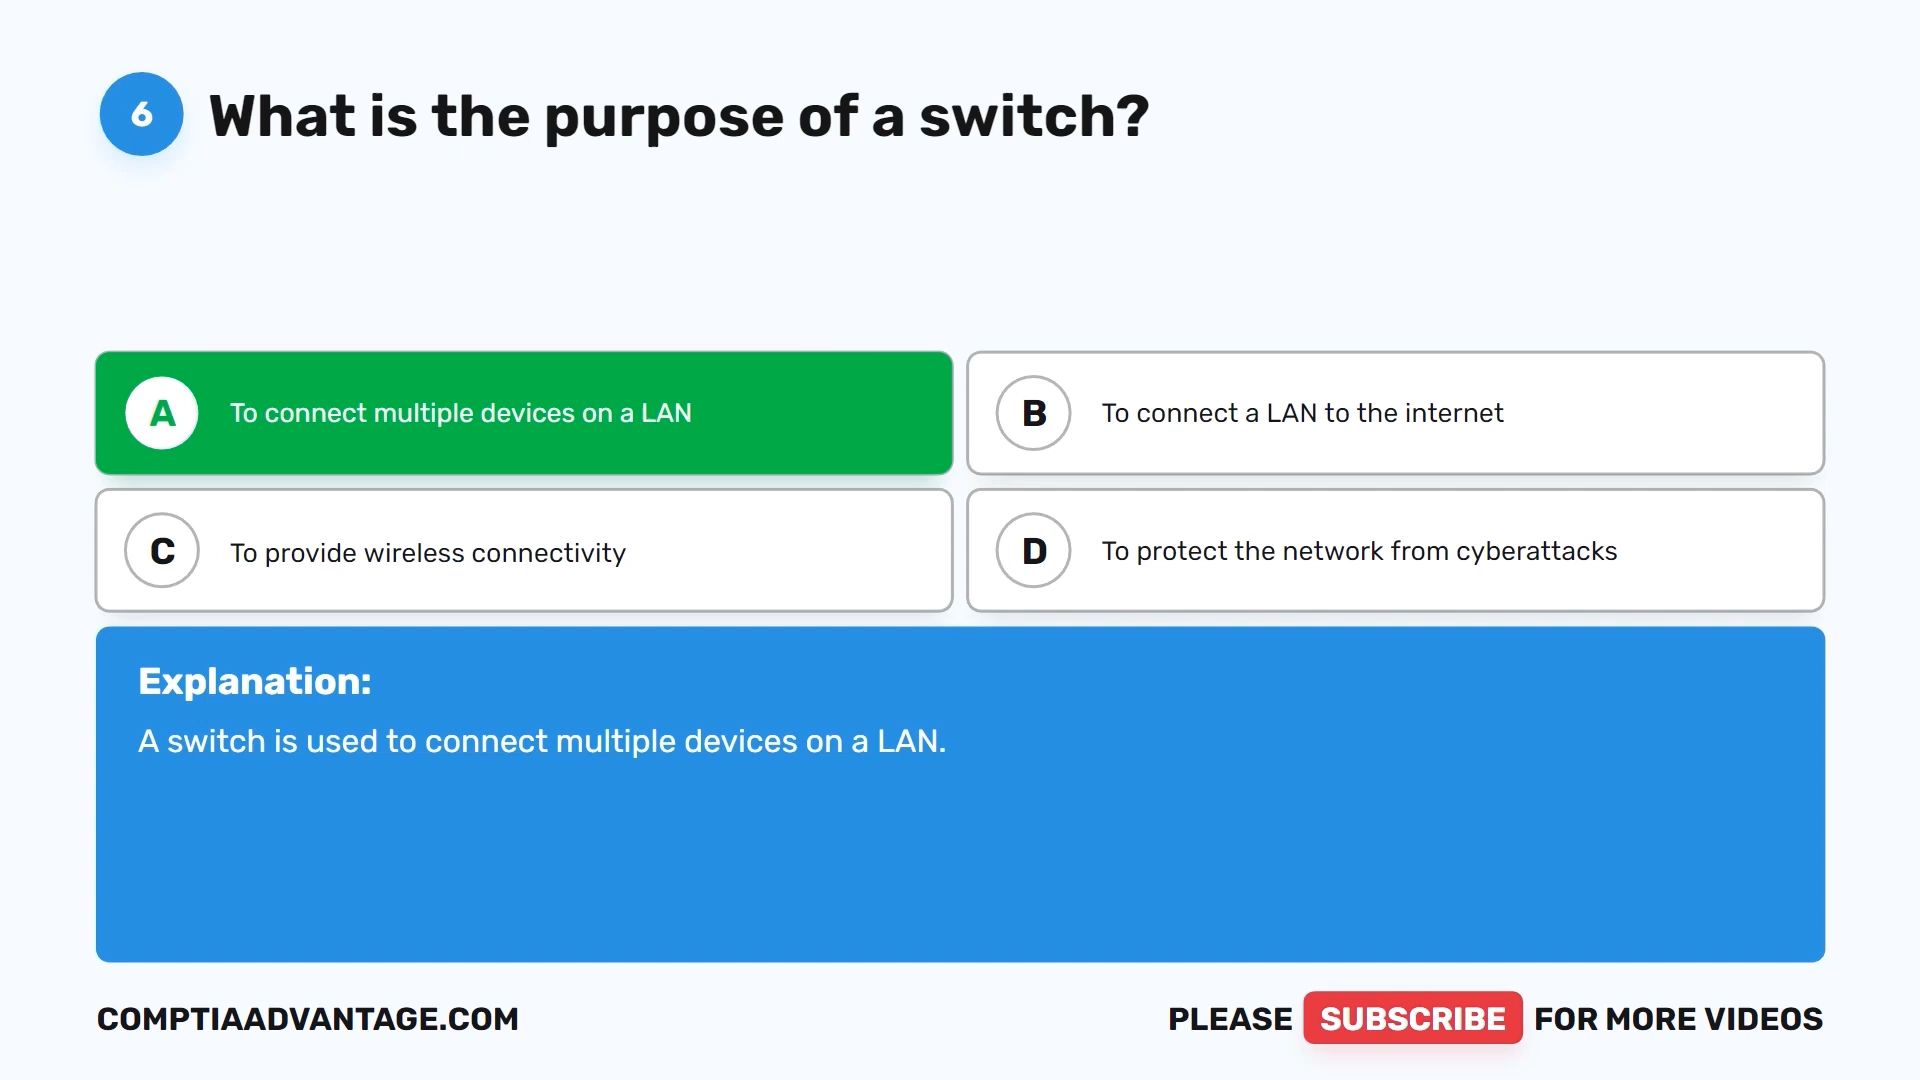 6
What is the purpose of a switch?
A
To connect multiple devices on a LAN
B
To connect a LAN to the internet
C
To provide wireless connectivity
D
To protect the network from cyberattacks
Explanation:
A switch is used to connect multiple devices on a LAN.
COMPTIAADVANTAGE.COM
PLEASE SUBSCRIBE FOR MORE VIDEOS